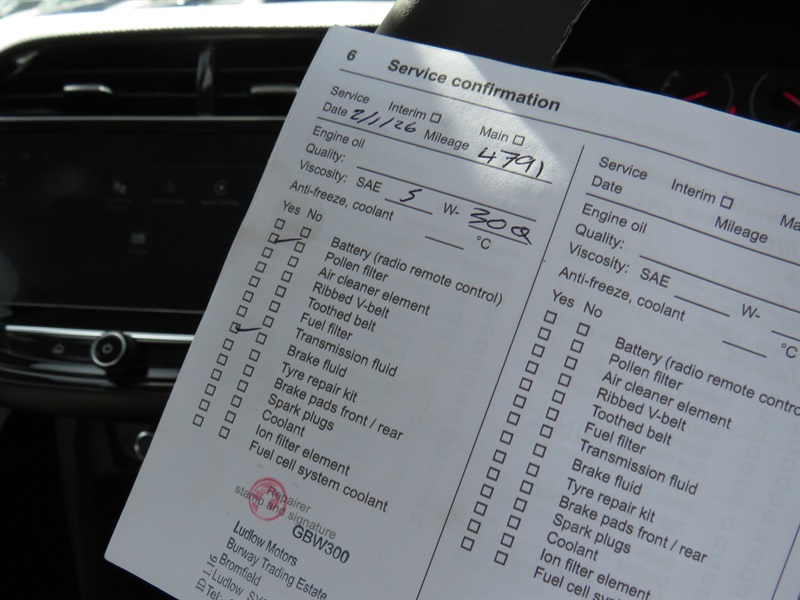 6 Service confirmation
Service Interim Main
Date 2/1/26 Mileage 4791
Engine oil
Quality:
Viscosity: SAE 5 W- 30
Anti-freeze, coolant °C
Yes No
Battery (radio remote control)
Pollen filter
Air cleaner element
Ribbed V-belt
Toothed belt
Fuel filter
Transmission fluid
Brake fluid
Tyre repair kit
Brake pads front / rear
Spark plugs
Coolant
Ion filter element
Fuel cell system coolant
Repairer
stamp and signature
GBW300
Ludlow Motors
Burway Trading Estate
Bromfield
Ludlow
Service Interim
Date Mileage
Engine oil
Quality:
Viscosity: SAE W-
Anti-freeze, coolant °C
Yes No
Battery (radio remote
Pollen filter
Air cleaner element
Ribbed V-belt
Toothed belt
Fuel filter
Transmission fluid
Brake fluid
Tyre repair kit
Brake pads front / rear
Spark plugs
Coolant
Ion filter element
Fuel cell